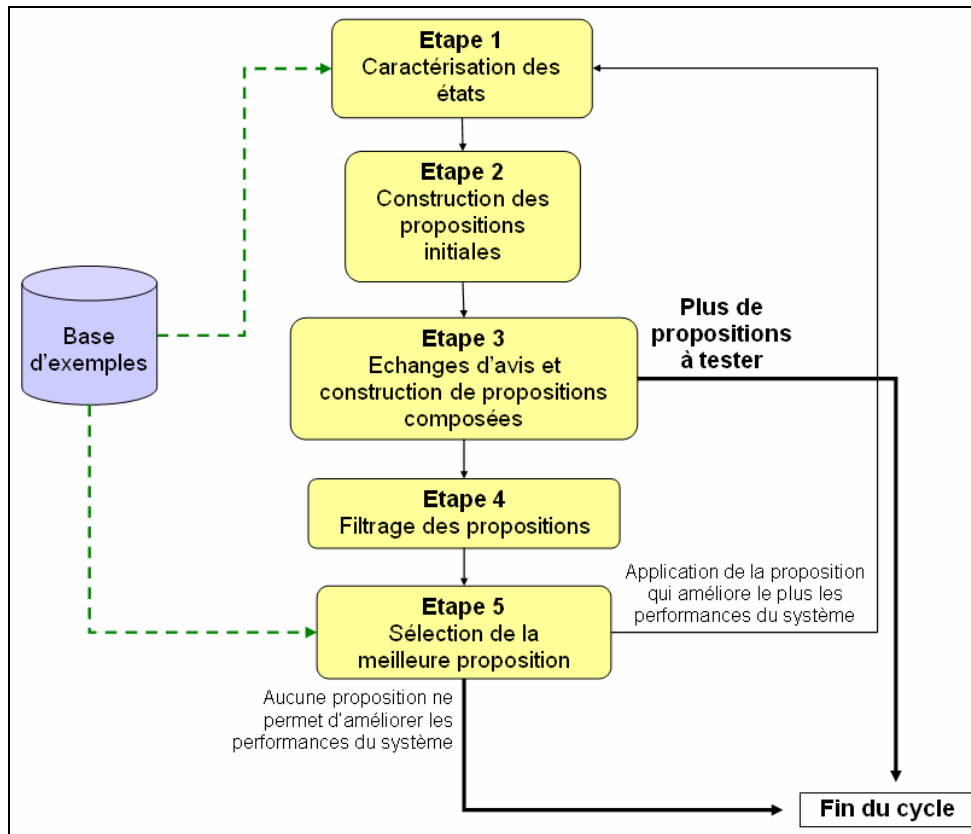 Etape 1
Caractérisation des
états
Etape 2
Construction des
propositions
initiales
Base
d'exemples
Etape 3
Echanges d'avis et
construction de propositions
composées
Plus de
propositions
à tester
Etape 4
Filtrage des propositions
Etape 5
Sélection de la
meilleure proposition
Application de la proposition
qui améliore le plus les
performances du système
Aucune proposition ne
permet d'améliorer les
performances du système
Fin du cycle